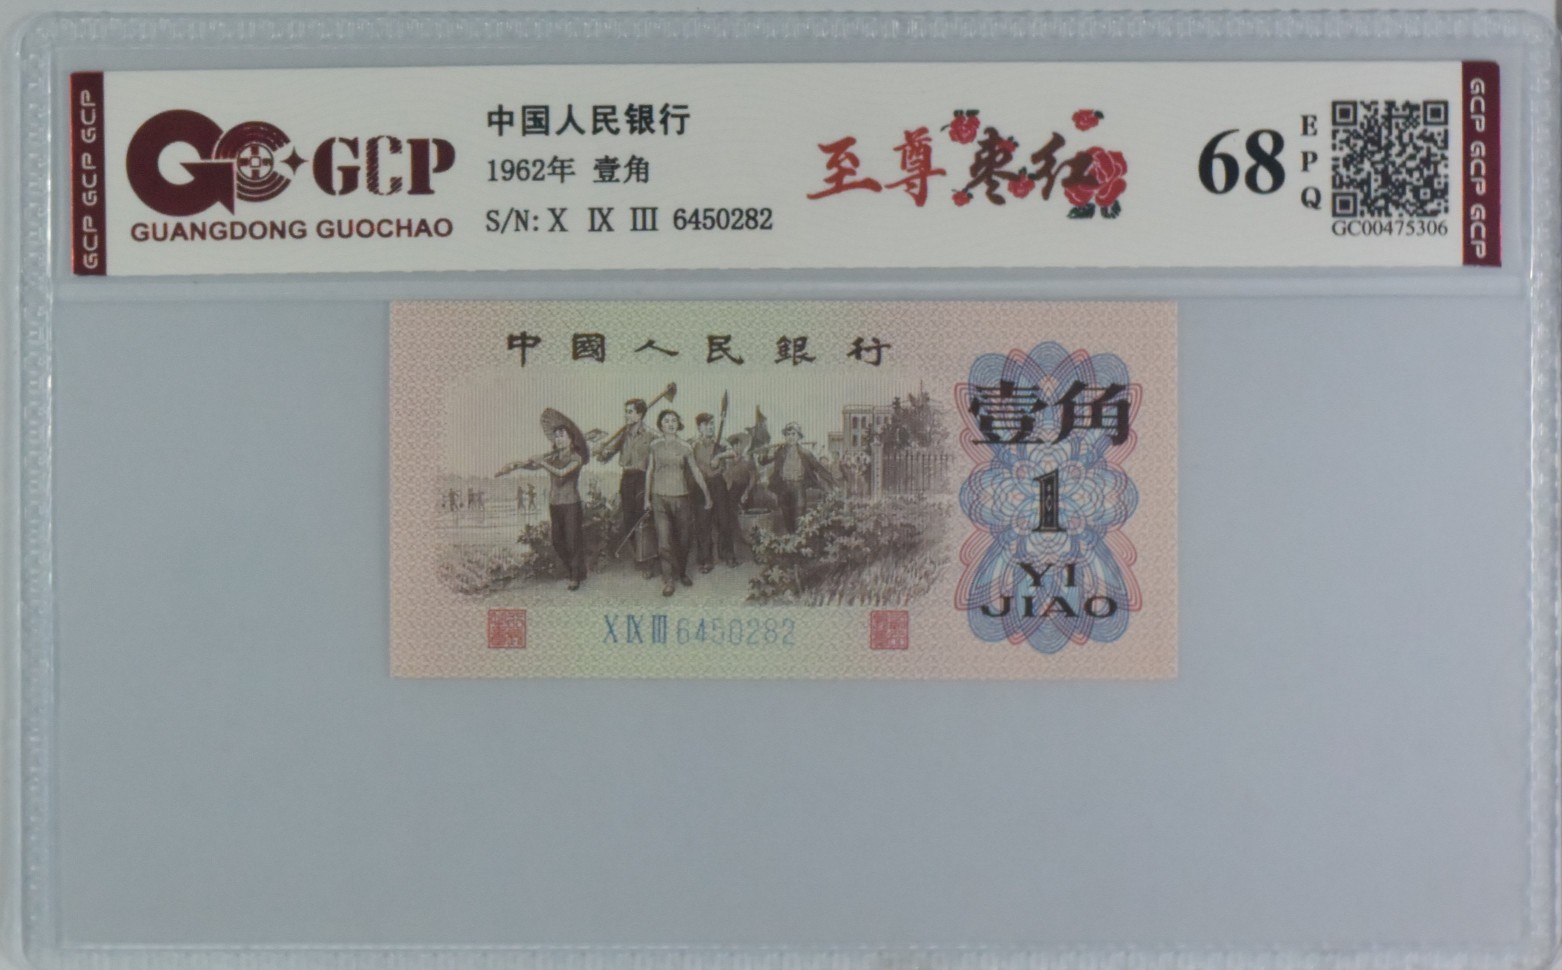 GCP GCP GCP
GCP
GUANGDONG GUOCHAO
中国人民银行
1962年 壹角
S/N: X IX III 6450282
至尊枣红
68
EPQ
GC00475306
GCP GCP GCP
中國人民銀行
壹角
1
YI
JIAO
X IX III 6450282